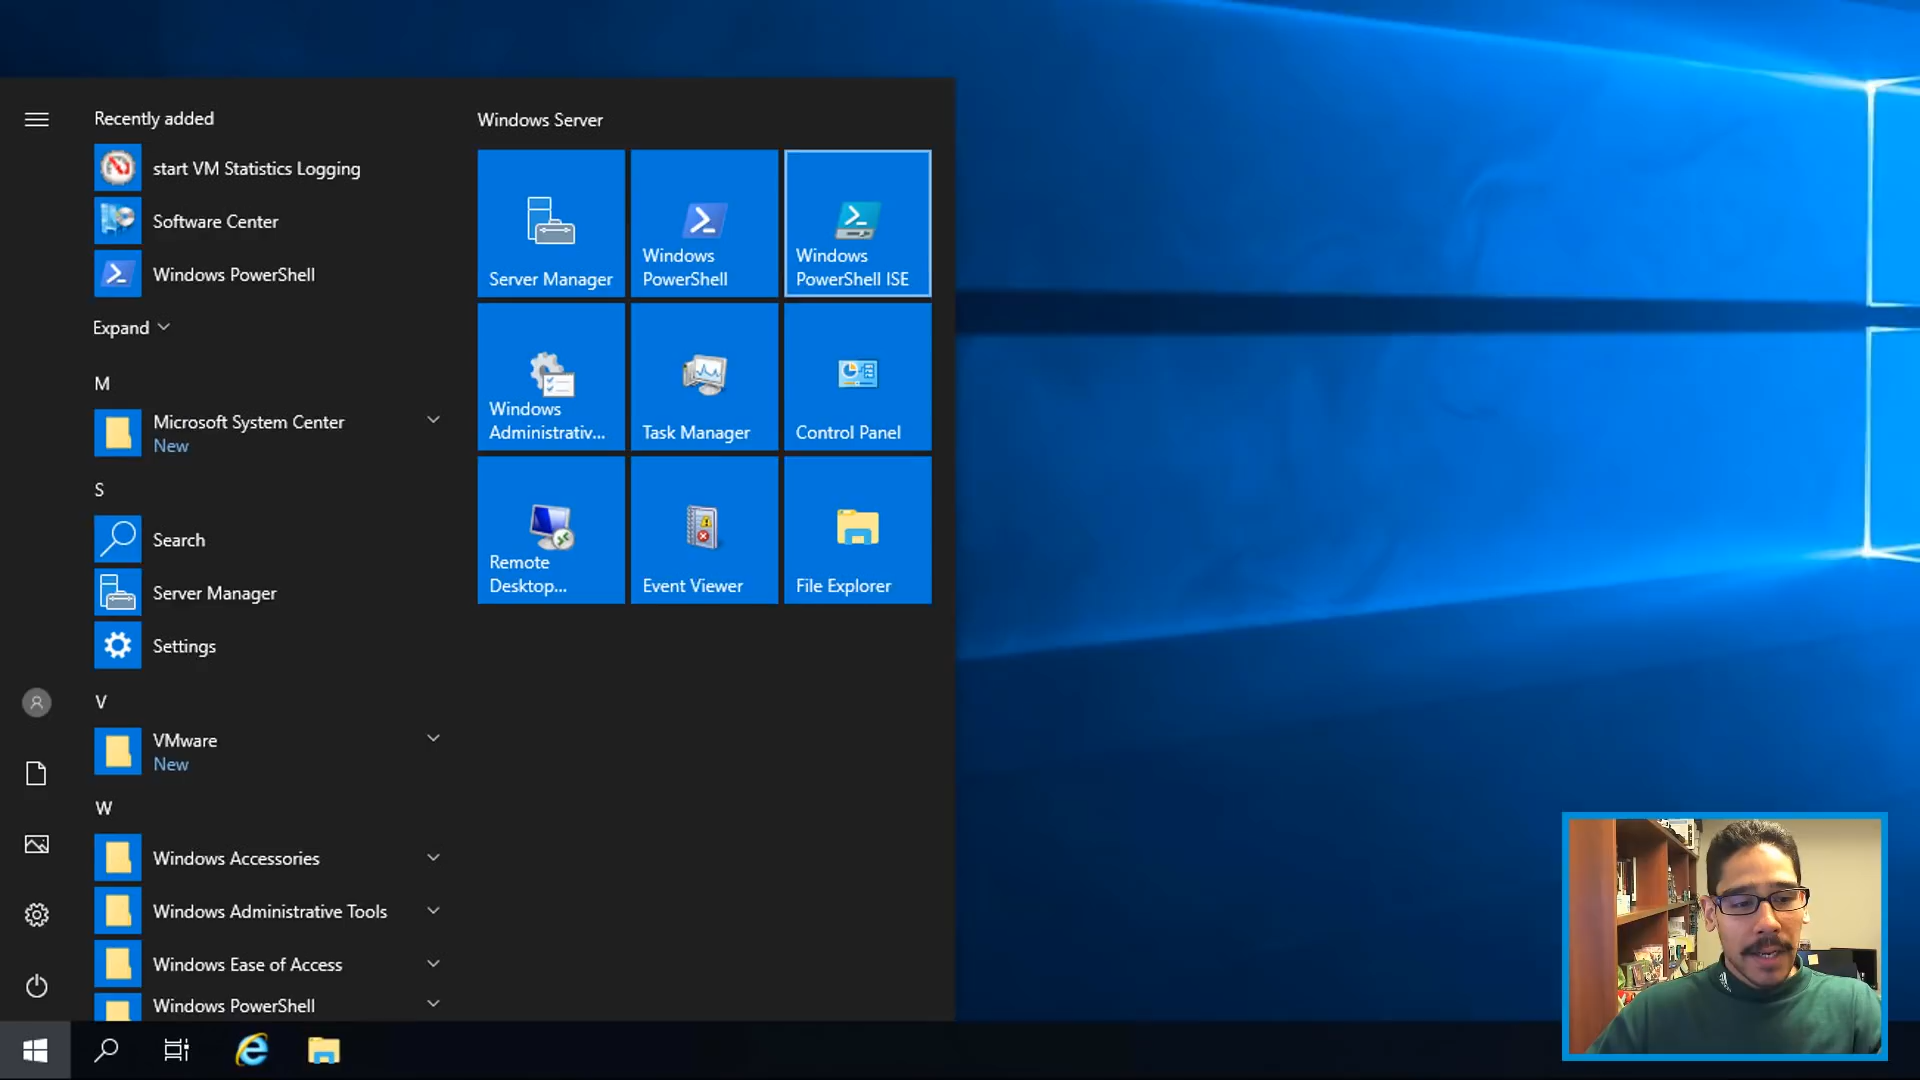 Recently added
start VM Statistics Logging
Software Center
Windows PowerShell
Expand
M
Microsoft System Center
New
S
Search
Server Manager
Settings
V
VMware
New
W
Windows Accessories
Windows Administrative Tools
Windows Ease of Access
Windows PowerShell
Windows Server
Server Manager
Windows
PowerShell
Windows
PowerShell ISE
Windows
Administrativ...
Task Manager
Control Panel
Remote
Desktop...
Event Viewer
File Explorer